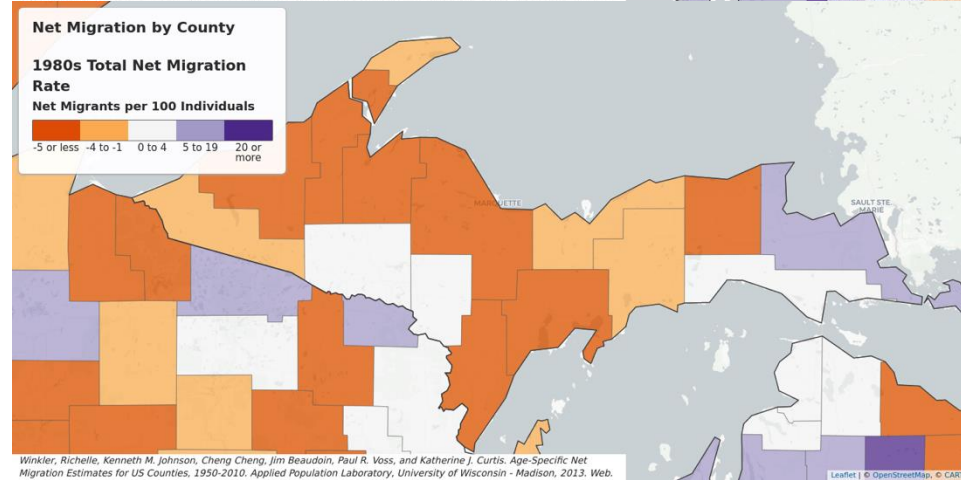 Net Migration by County
1980s Total Net Migration
Rate
Net Migrants per 100 Individuals
-5 or less -4 to -1 0 to 4 5 to 19 20 or
more
MARQUETTE
SAULT STE.
MARIE
Winkler, Richelle, Kenneth M. Johnson, Cheng Cheng, Jim Beaudoin, Paul R. Voss, and Katherine J. Curtis. Age-Specific Net
Migration Estimates for US Counties, 1950-2010. Applied Population Laboratory, University of Wisconsin - Madison, 2013. Web.
Leaflet | © OpenStreetMap, © CAR